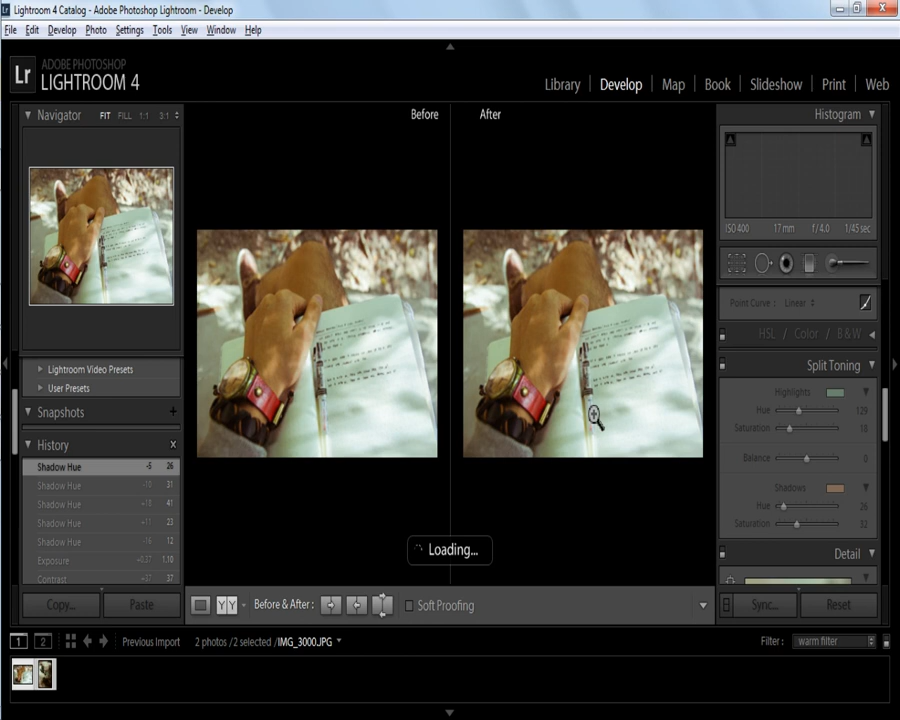 Lightroom 4 Catalog - Adobe Photoshop Lightroom - Develop
File Edit Develop Photo Settings Tools View Window Help
Lr ADOBE PHOTOSHOP
LIGHTROOM 4
Library Develop Map Book Slideshow Print Web
Navigator FIT FILL 1:1 3:1
Before After
Histogram
ISO 400 17 mm f / 4.0 1/45 sec
Point Curve : Linear
HSL / Color / B & W
Lightroom Video Presets
User Presets
Snapshots +
History X
Shadow Hue -5 26
Shadow Hue -10 31
Shadow Hue +18 41
Shadow Hue +11 23
Shadow Hue -16 12
Exposure +0.37 1.10
Contrast +37 37
Split Toning
Highlights
Hue 129
Saturation 18
Balance 0
Shadows
Hue 26
Saturation 32
Detail
Loading...
Copy... Paste
Y Y Before & After : Soft Proofing
Sync... Reset
1 2 Previous Import 2 photos / 2 selected / IMG_3000.JPG Filter : warm filter